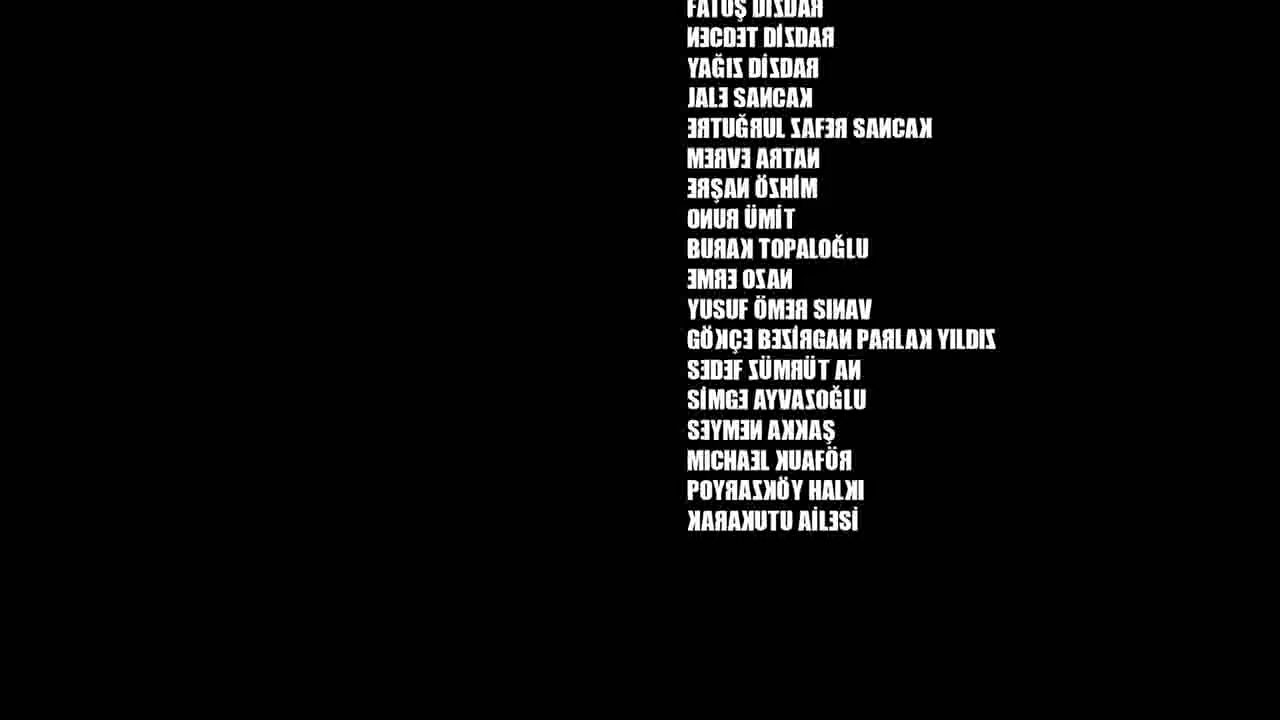 FATOŞ DİZDAR
NECDET DİZDAR
YAĞIZ DİZDAR
JALE SANCAK
ERTUĞRUL ZAFER SANCAK
MERVE ARTAN
ERŞAN ÖZHİM
ONUR ÜMİT
BURAK TOPALOĞLU
EMRE OZAN
YUSUF ÖMER SINAV
GÖKÇE BEZİRGAN PARLAK YILDIZ
SEDEF ZÜMRÜT AN
SİMGE AYVAZOĞLU
SEYMEN AKKAŞ
MICHAEL KUAFÖR
POYRAZKÖY HALKI
KARAKUTU AİLESİ